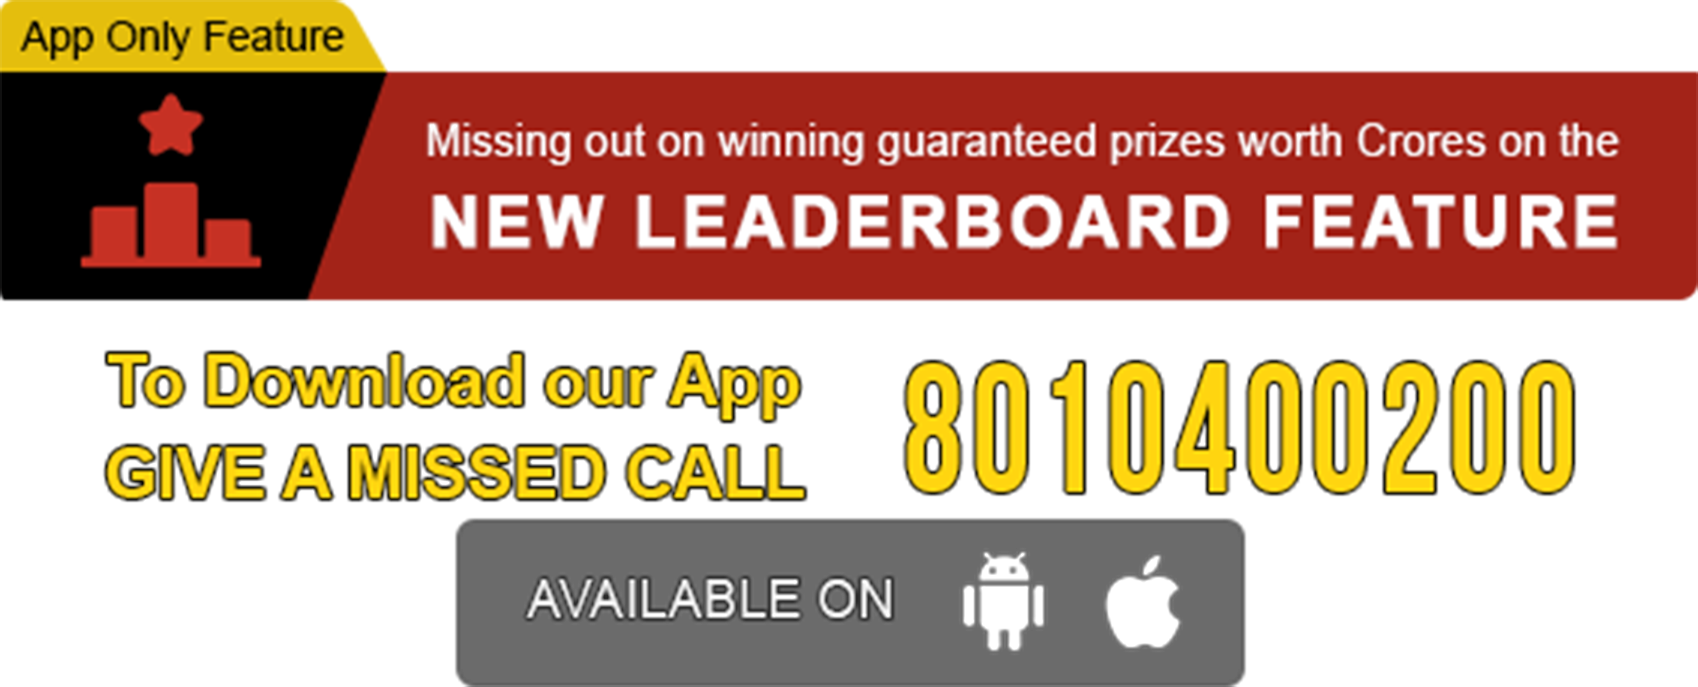 App Only Feature
Missing out on winning guaranteed prizes worth Crores on the
NEW LEADERBOARD FEATURE
To Download our App
GIVE A MISSED CALL
8010400200
AVAILABLE ON